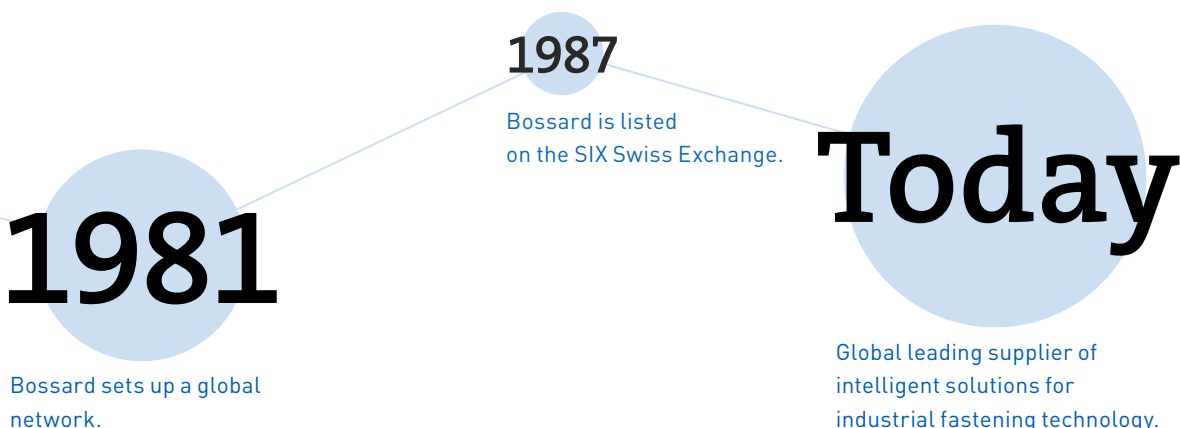 1981
Bossard sets up a global
network.
1987
Bossard is listed
on the SIX Swiss Exchange.
Today
Global leading supplier of
intelligent solutions for
industrial fastening technology.